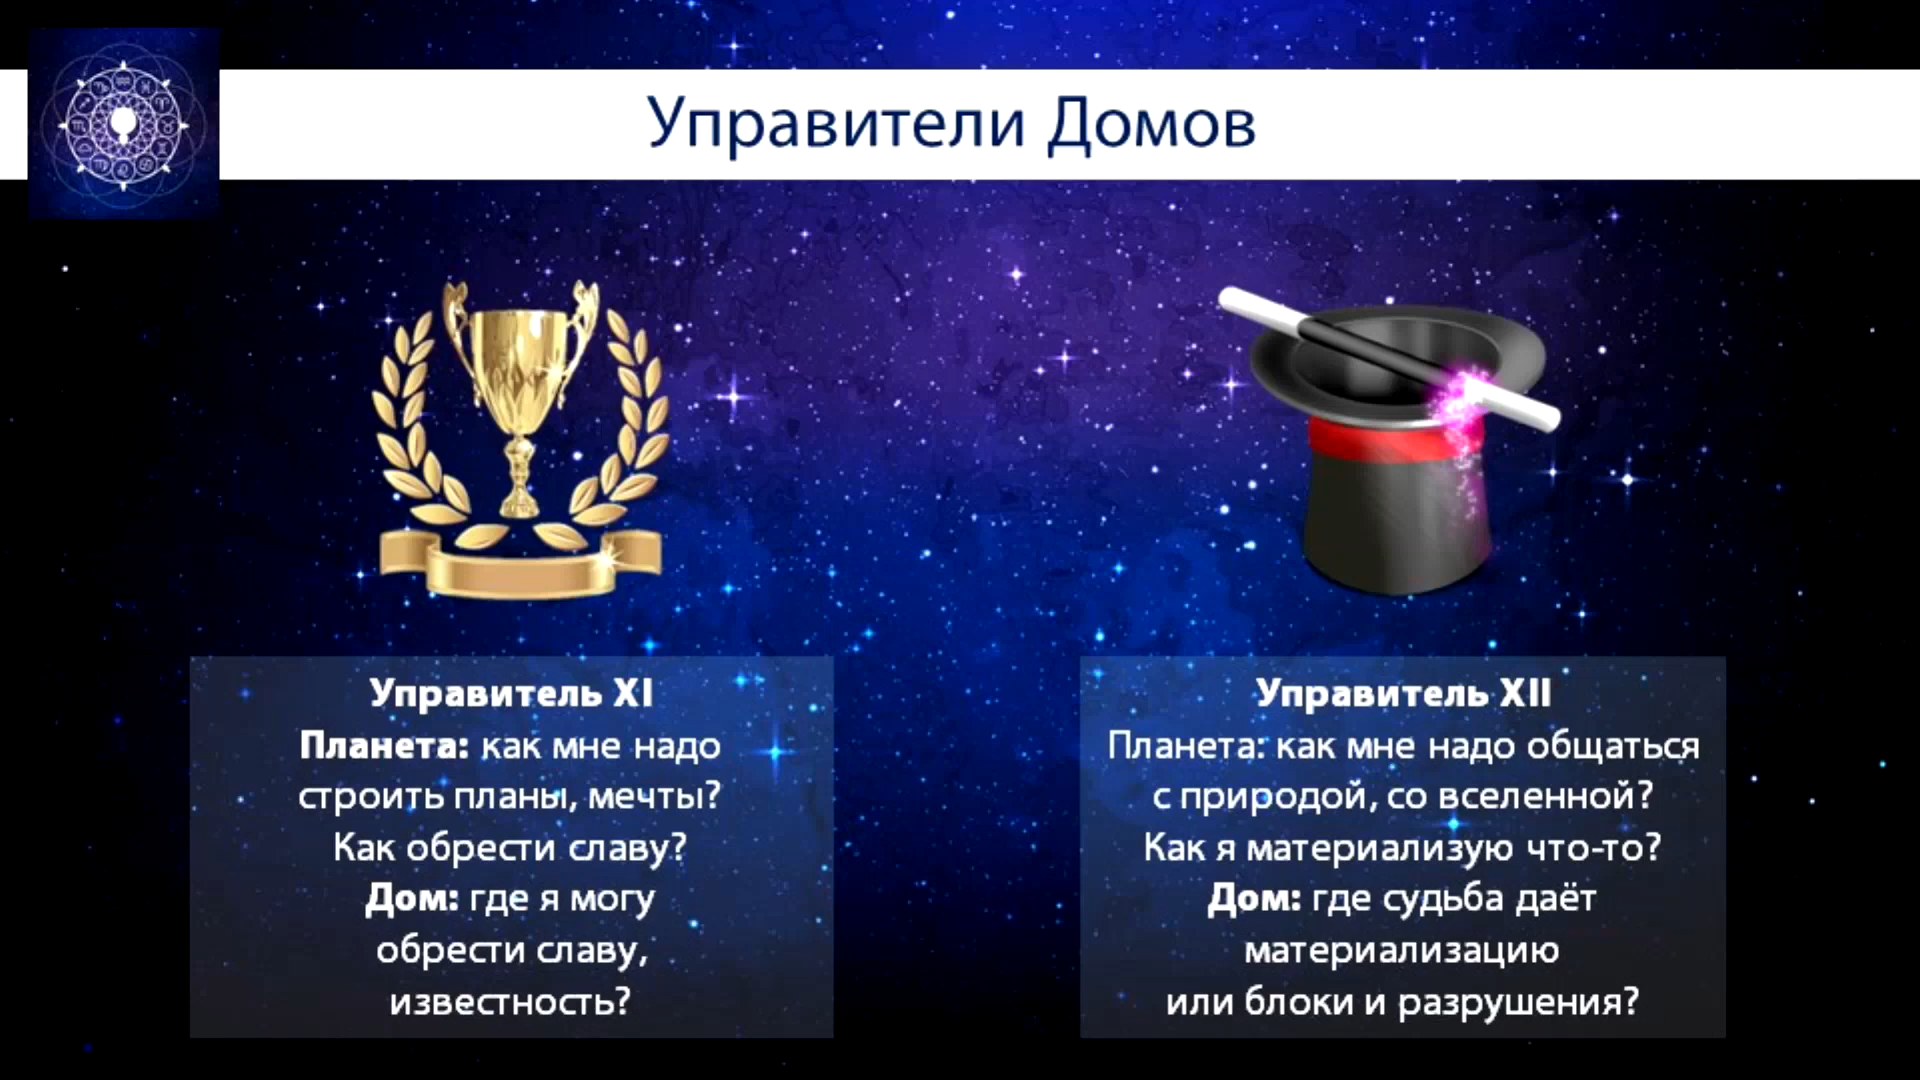 Управители Домов
Управитель XI
Планета: как мне надо
строить планы, мечты?
Как обрести славу?
Дом: где я могу
обрести славу,
известность?
Управитель XII
Планета: как мне надо общаться
с природой, со вселенной?
Как я материализую что-то?
Дом: где судьба даёт
материализацию
или блоки и разрушения?